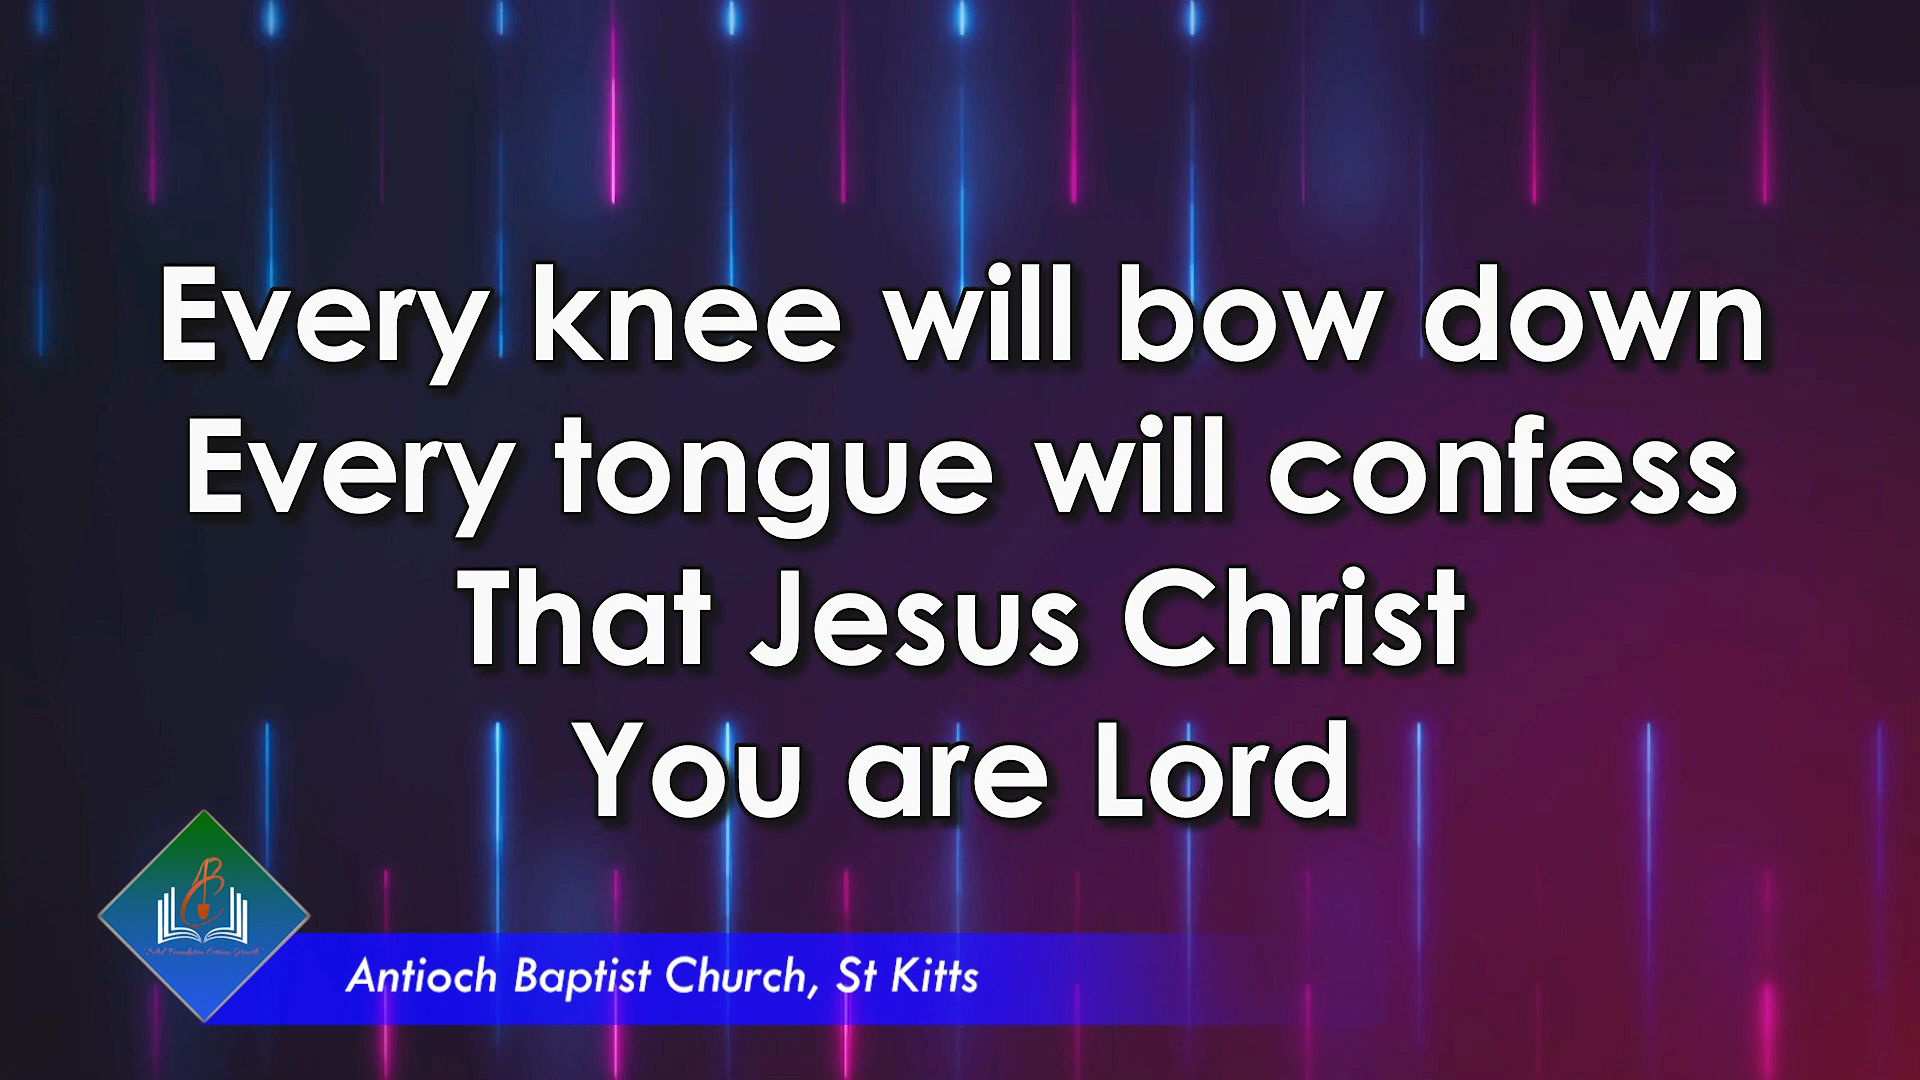 Every knee will bow down
Every tongue will confess
That Jesus Christ
You are Lord
Antioch Baptist Church, St Kitts